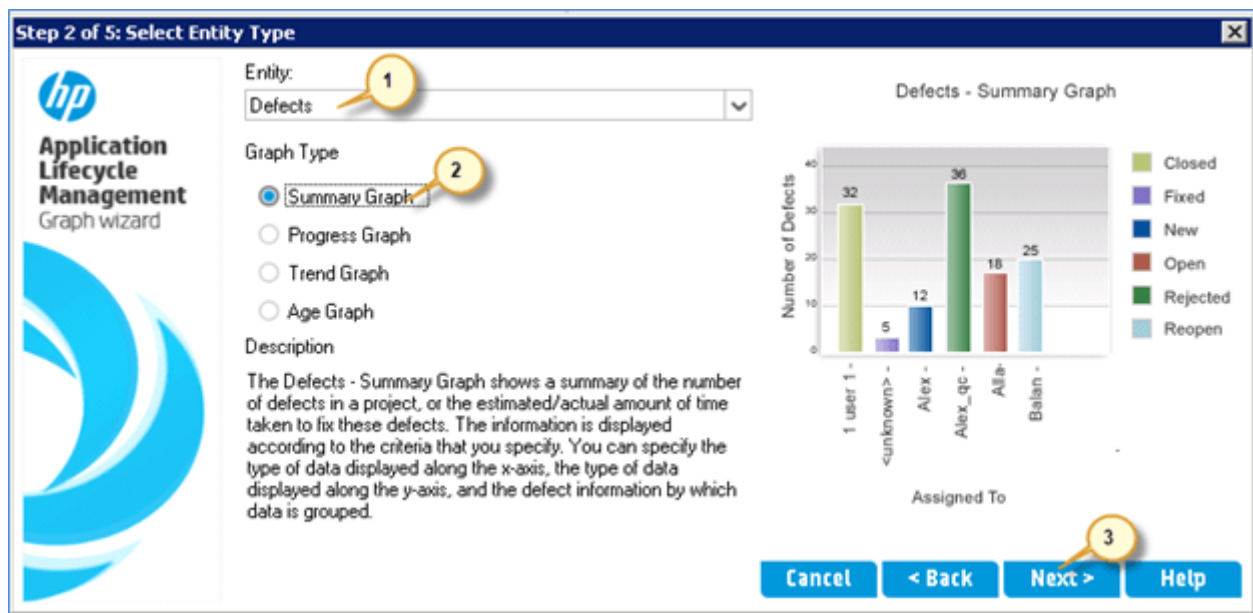 Step 2 of 5: Select Entity Type
hp
Application
Lifecycle
Management
Graph wizard
Entity:
1
Defects
Graph Type
2
Summary Graph
Progress Graph
Trend Graph
Age Graph
Description
The Defects - Summary Graph shows a summary of the number
of defects in a project, or the estimated/actual amount of time
taken to fix these defects. The information is displayed
according to the criteria that you specify. You can specify the
type of data displayed along the x-axis, the type of data
displayed along the y-axis, and the defect information by which
data is grouped.
Defects - Summary Graph
Number of Defects
40
30
20
10
0
32
5
12
36
18
25
1 user 1 -
<unknown> -
Alex -
Alex_qc -
Alla-
Balan -
Assigned To
Closed
Fixed
New
Open
Rejected
Reopen
3
Cancel
< Back
Next >
Help